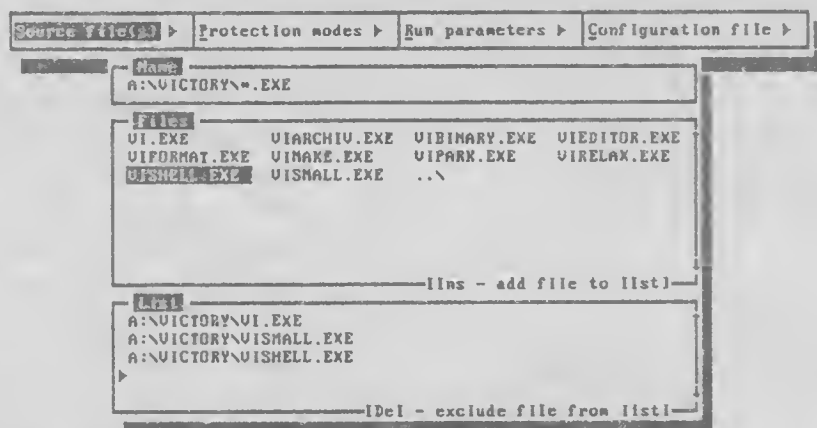 Source file(s) ▶ Protection modes ▶ Run parameters ▶ Configuration file ▶
Name
A:\VICTORY\*.EXE
Files
VI.EXE VIARCHIV.EXE VIBINARY.EXE VIEDITOR.EXE
VIFORMAT.EXE VIMAKE.EXE VIPARK.EXE VIRELAX.EXE
VISHELL.EXE VISMALL.EXE ..\
[Ins - add file to list]
List
A:\VICTORY\VI.EXE
A:\VICTORY\VISMALL.EXE
A:\VICTORY\VISHELL.EXE
▶
[Del - exclude file from list]